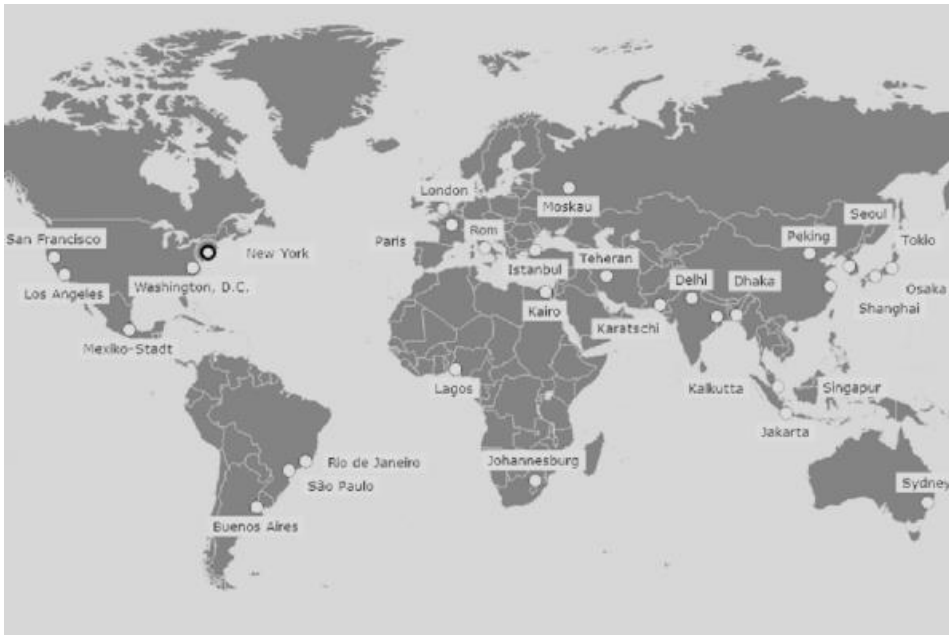 London
Moskau
Seoul
San Francisco
New York
Paris
Rom
Peking
Tokio
Istanbul
Teheran
Delhi
Dhaka
Osaka
Los Angeles
Washington, D.C.
Kairo
Karatschi
Shanghai
Mexiko-Stadt
Lagos
Kalkutta
Singapur
Jakarta
Rio de Janeiro
Johannesburg
São Paulo
Sydney
Buenos Aires